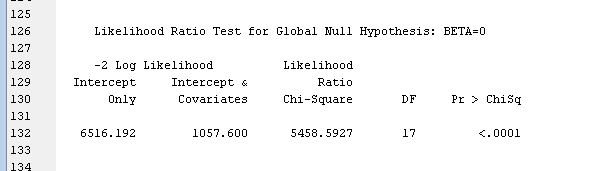 125
126 Likelihood Ratio Test for Global Null Hypothesis: BETA=0
127
128 -2 Log Likelihood Likelihood
129 Intercept Intercept & Ratio
130 Only Covariates Chi-Square DF Pr > ChiSq
131
132 6516.192 1057.600 5458.5927 17 <.0001
133
134